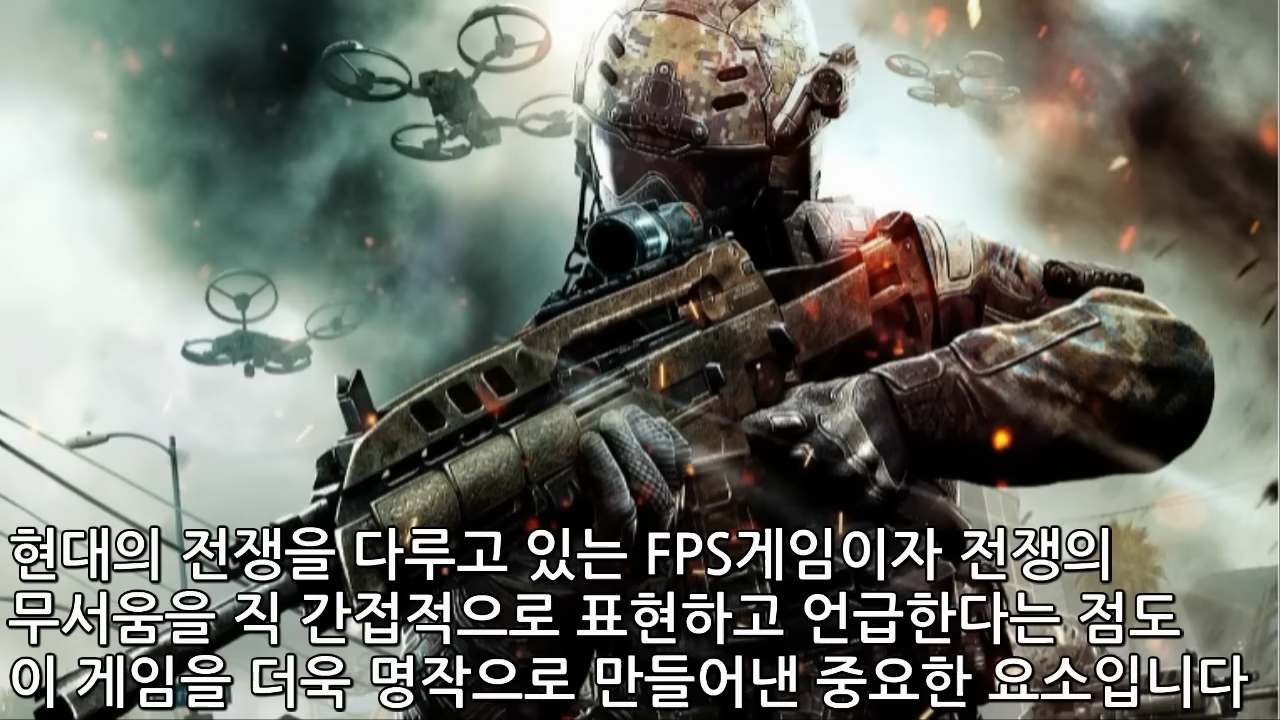 현대의 전쟁을 다루고 있는 FPS게임이자 전쟁의
무서움을 직 간접적으로 표현하고 언급한다는 점도
이 게임을 더욱 명작으로 만들어낸 중요한 요소입니다